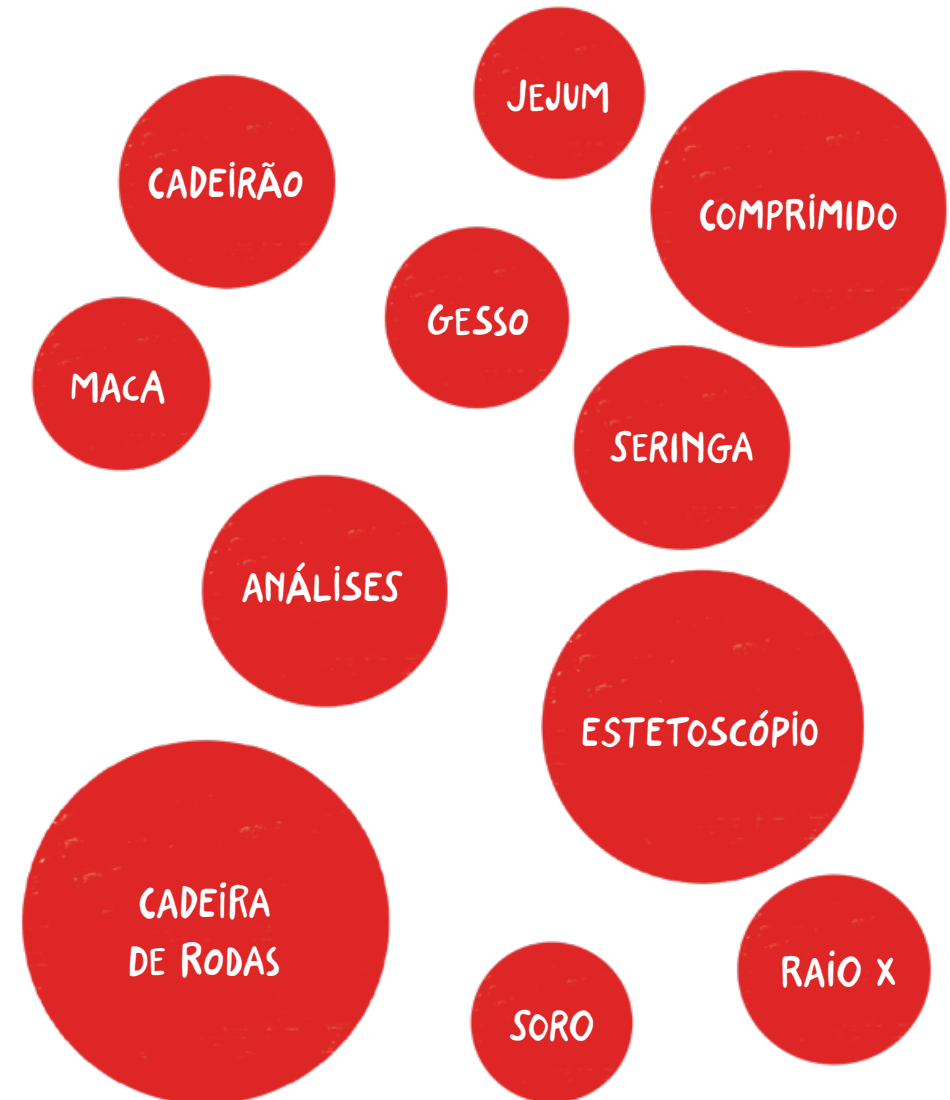 JEJUM
CADEIRÃO
COMPRIMIDO
GESSO
MACA
SERINGA
ANÁLISES
ESTETOSCÓPIO
CADEIRA
DE RODAS
RAIO X
SORO